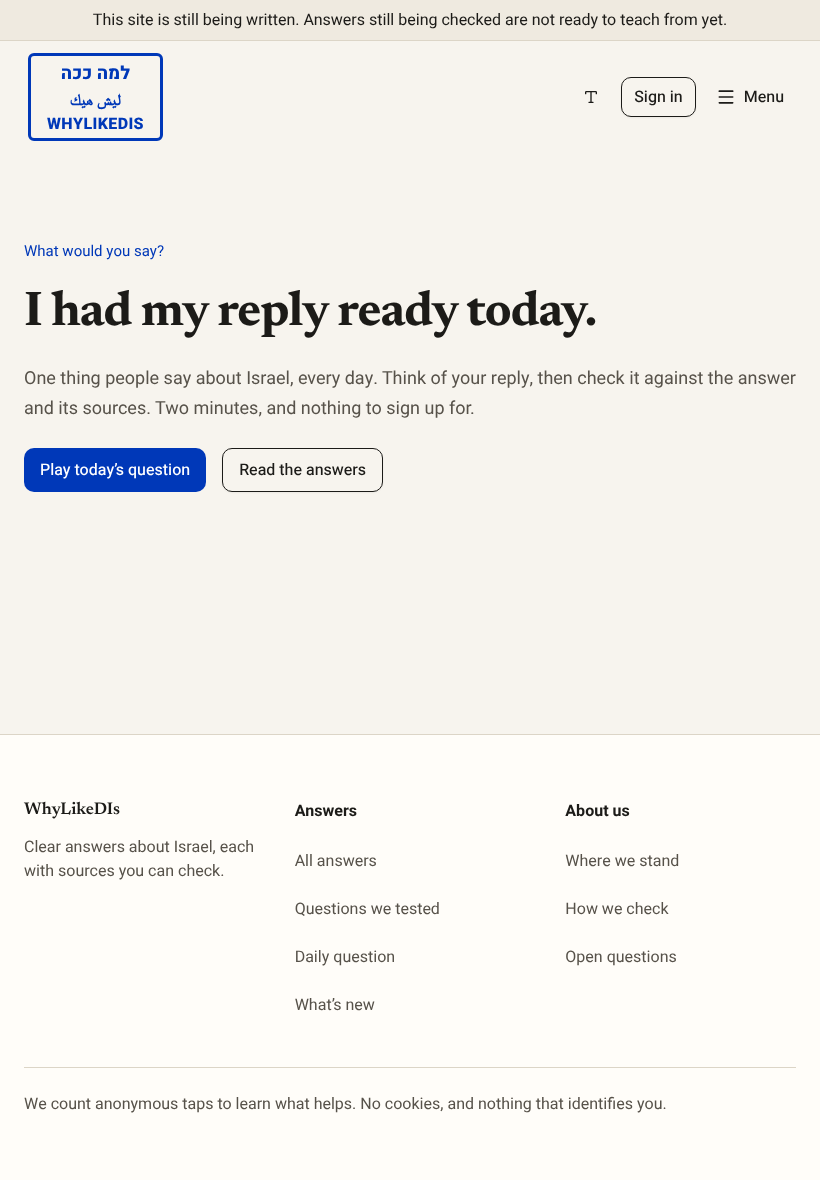 This site is still being written. Answers still being checked are not ready to teach from yet.
למה ככה
ليش هيك
WHYLIKEDIS
T
Sign in
Menu
What would you say?
I had my reply ready today.
One thing people say about Israel, every day. Think of your reply, then check it against the answer
and its sources. Two minutes, and nothing to sign up for.
Play today’s question
Read the answers
WhyLikeDIs
Clear answers about Israel, each
with sources you can check.
Answers
All answers
Questions we tested
Daily question
What’s new
About us
Where we stand
How we check
Open questions
We count anonymous taps to learn what helps. No cookies, and nothing that identifies you.